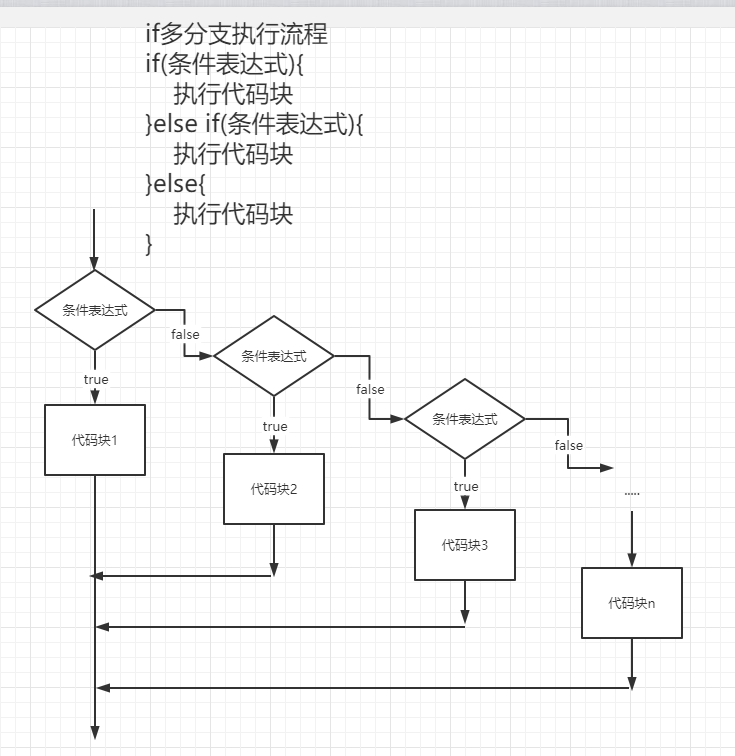 if多分支执行流程
if(条件表达式){
执行代码块
}else if(条件表达式){
执行代码块
}else{
执行代码块
}
条件表达式
false
条件表达式
true
false
条件表达式
代码块1
true
false
代码块2
true
.....
代码块3
代码块n